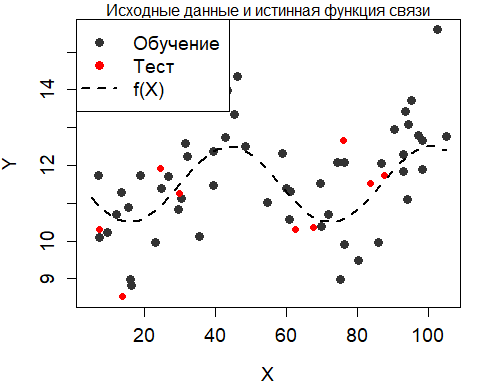 Исходные данные и истинная функция связи
Обучение
Тест
f(X)
Y
14
12
10
9
20
40
60
80
100
X